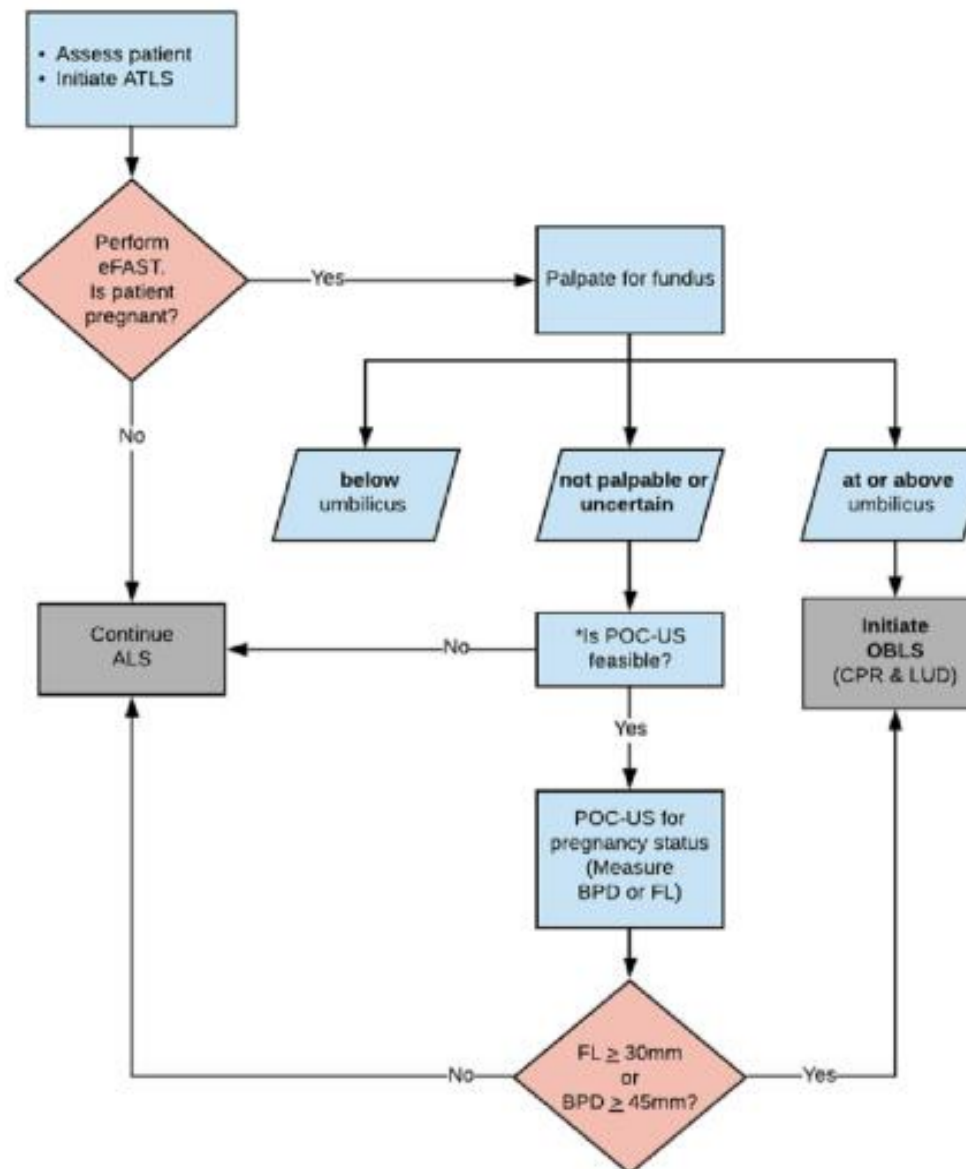 • Assess patient
• Initiate ATLS
Perform
eFAST.
Is patient
pregnant?
Yes
Palpate for fundus
No
below
umbilicus
not palpable or
uncertain
at or above
umbilicus
Continue
ALS
No
*Is POC-US
feasible?
Initiate
OBLS
(CPR & LUD)
Yes
POC-US for
pregnancy status
(Measure
BPD or FL)
No
FL ≥ 30mm
or
BPD ≥ 45mm?
Yes